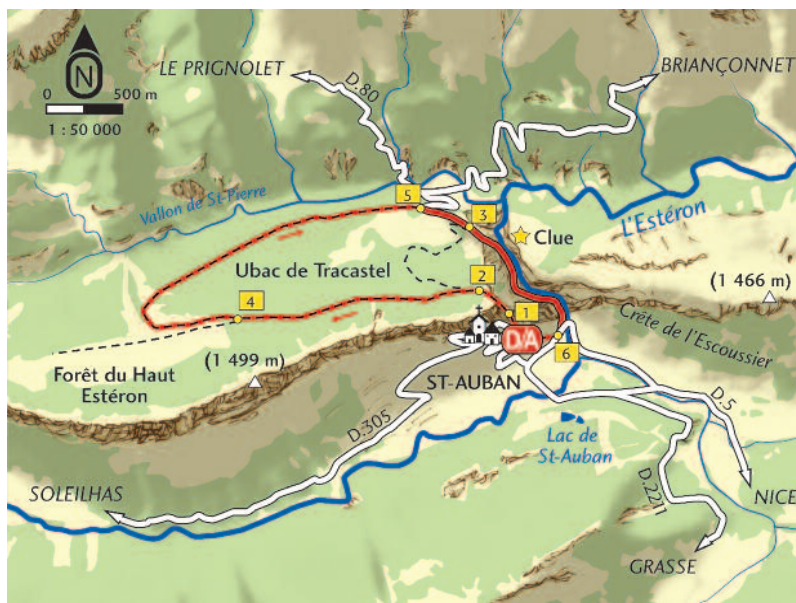 LE PRIGNOLET
D.80
BRIANÇONNET
N
0 500 m
1 : 50 000
Vallon de St-Pierre
5
3
Clue
L'Estéron
Ubac de Tracastel
2
4
1
(1 466 m)
D/A
6
Crête de l'Escoussier
(1 499 m)
Forêt du Haut
Estéron
ST-AUBAN
D.305
D.5
Lac de
St-Auban
D.2211
SOLEILHAS
NICE
GRASSE